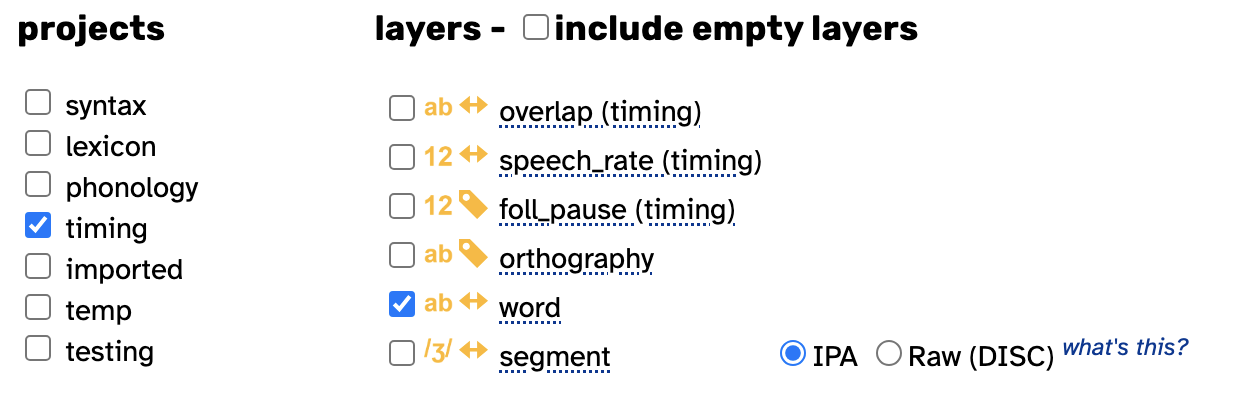 projects
syntax
lexicon
phonology
timing
imported
temp
testing
layers - include empty layers
ab overlap (timing)
12 speech_rate (timing)
12 foll_pause (timing)
ab orthography
ab word
/ʒ/ segment IPA Raw (DISC) what's this?